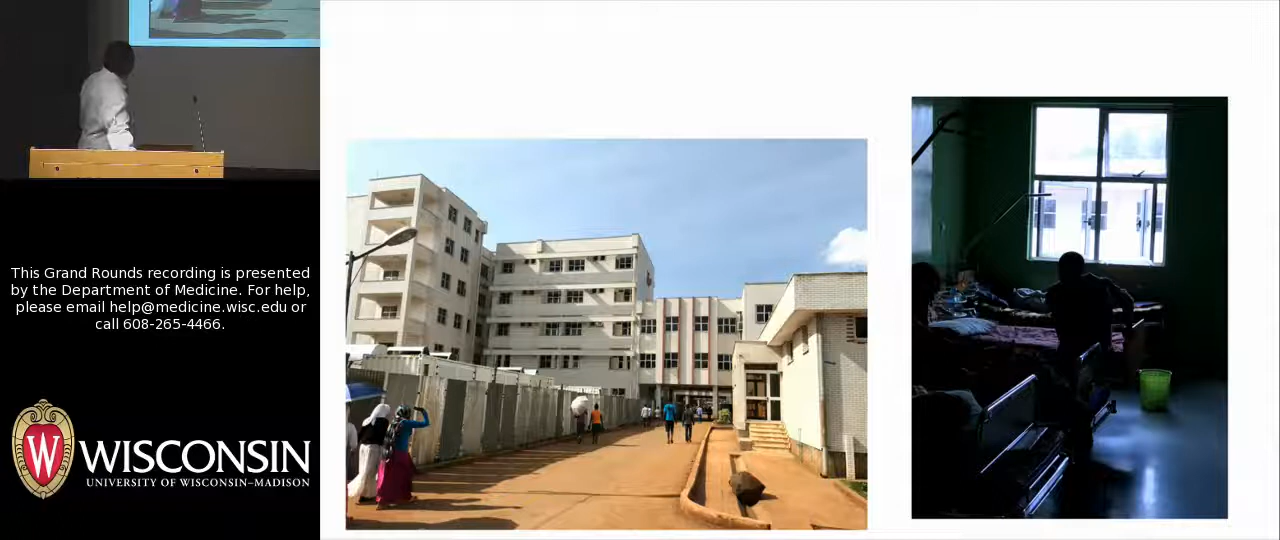 This Grand Rounds recording is presented
by the Department of Medicine. For help,
please email help@medicine.wisc.edu or
call 608-265-4466.
WISCONSIN
UNIVERSITY OF WISCONSIN–MADISON